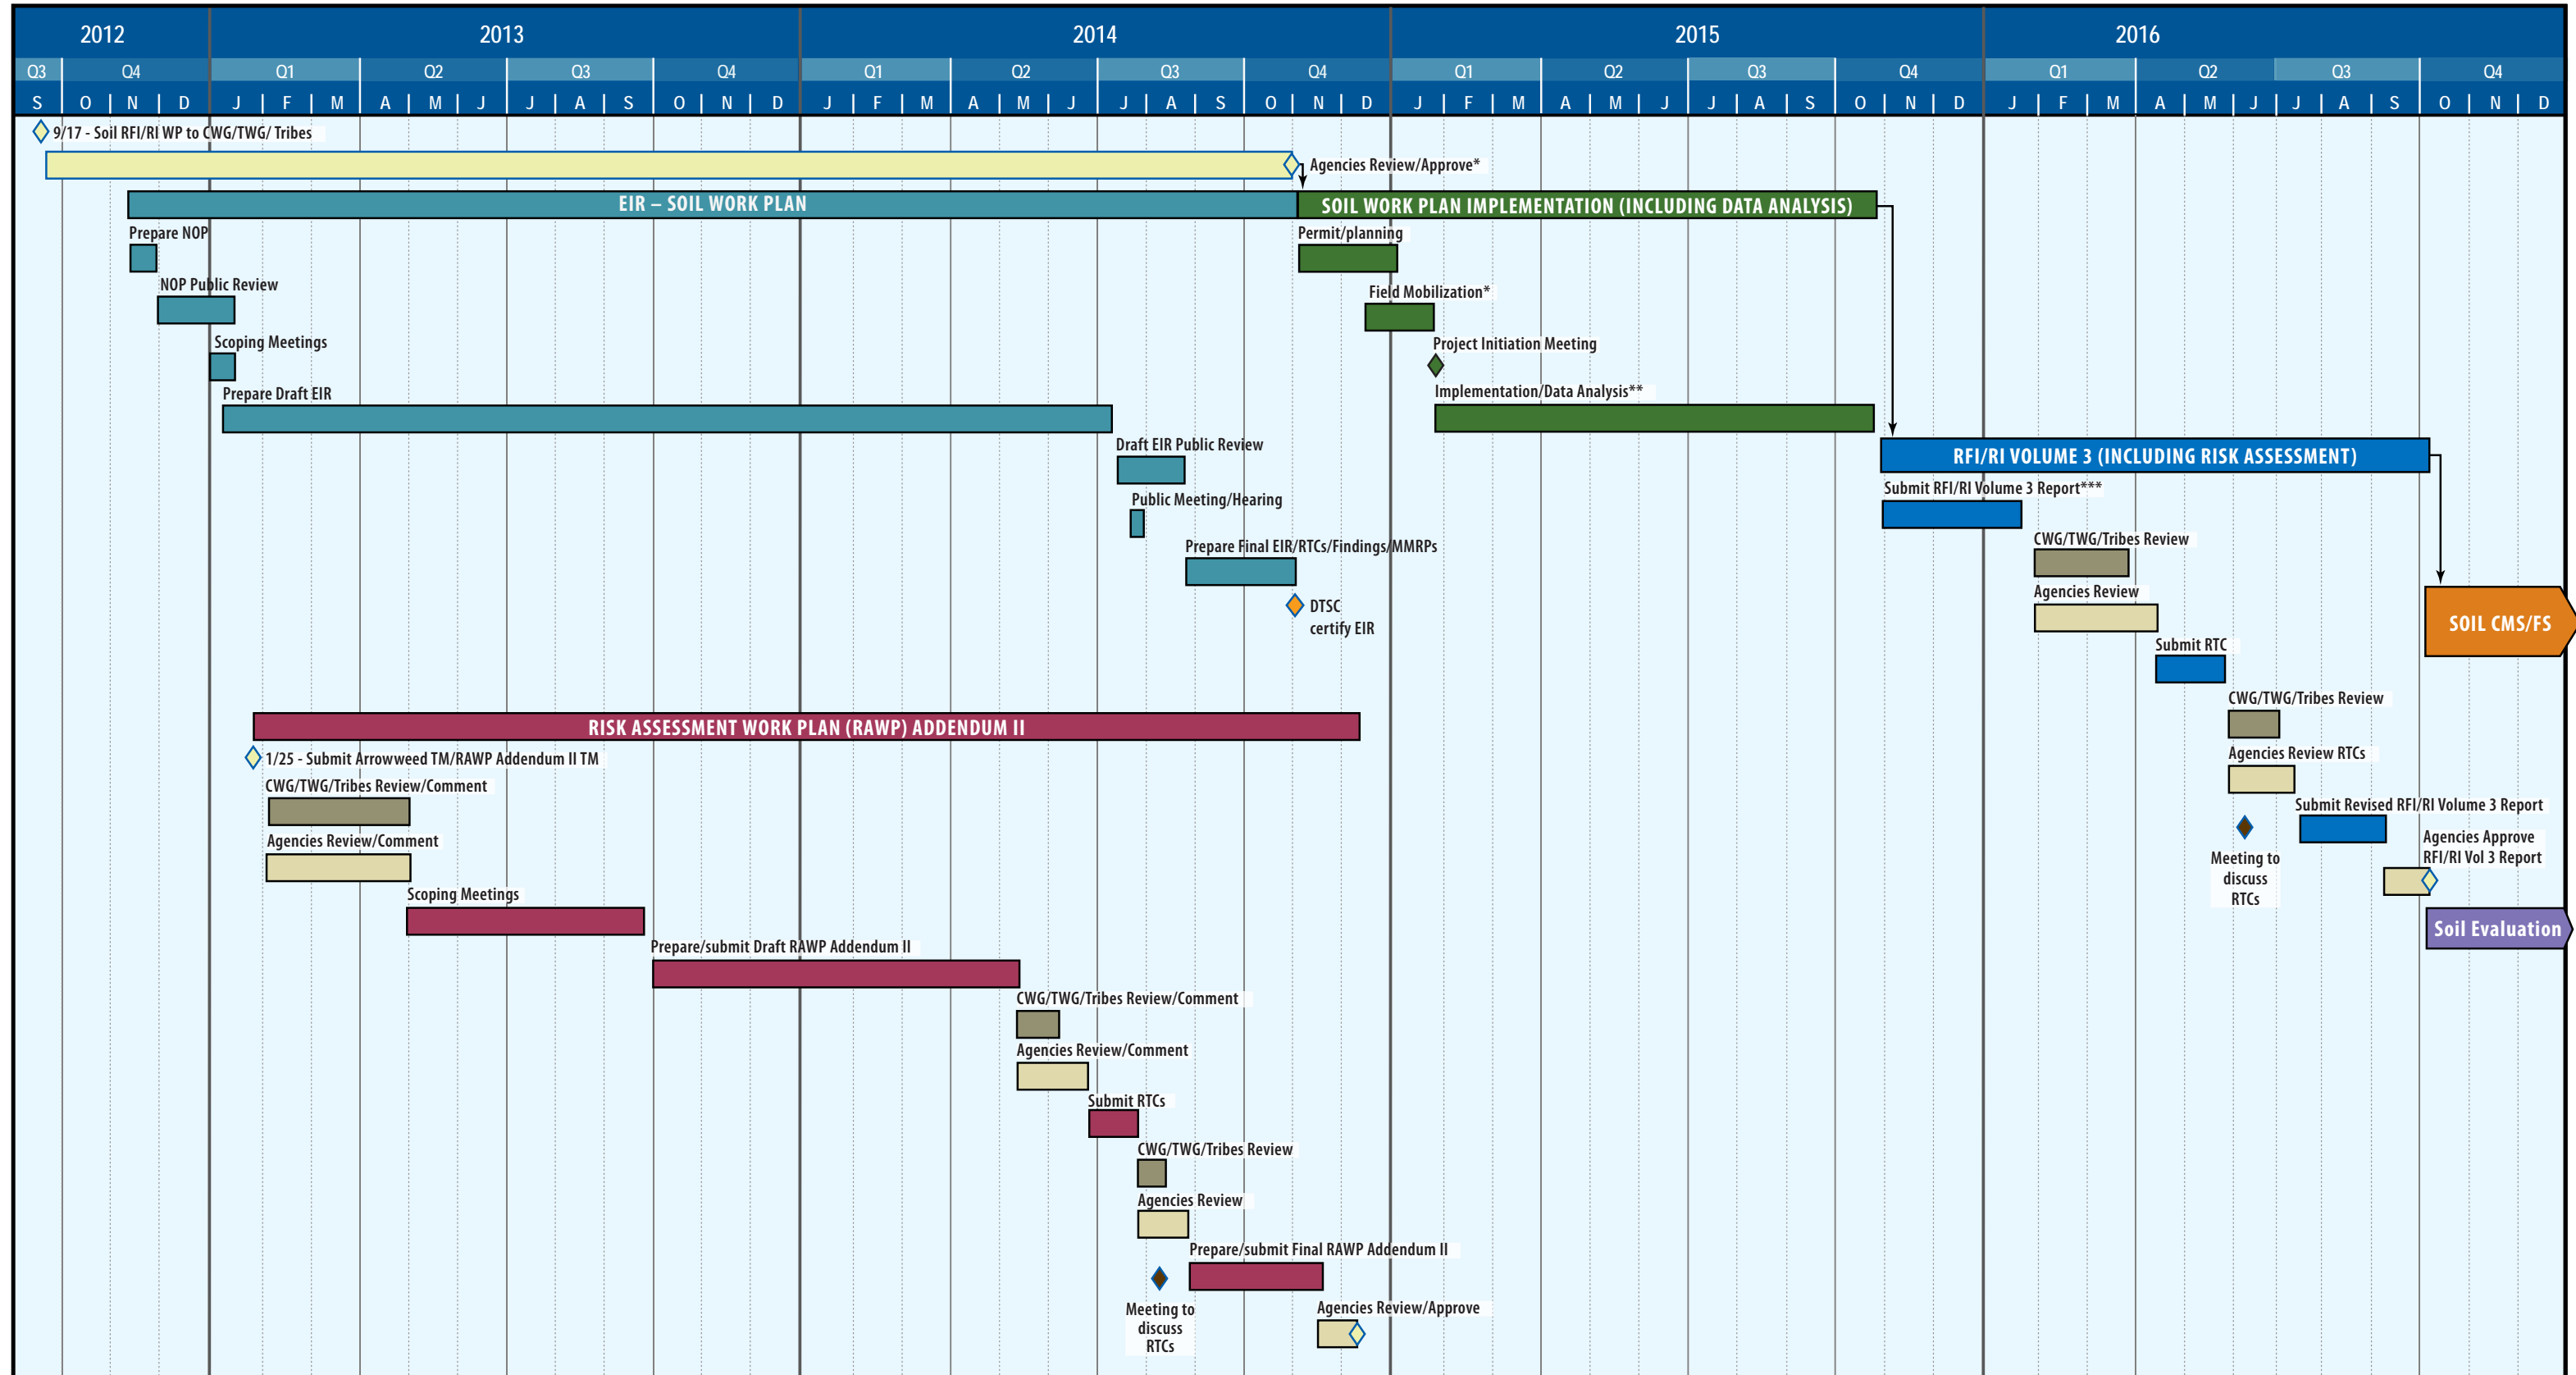 2012 2013 2014 2015 2016
Q3 Q4 Q1 Q2 Q3 Q4 Q1 Q2 Q3 Q4 Q1 Q2 Q3 Q4 Q1 Q2 Q3 Q4
S O N D J F M A M J J A S O N D J F M A M J J A S O N D J F M A M J J A S O N D J F M A M J J A S O N D
9/17 - Soil RFI/RI WP to CWG/TWG/ Tribes
Agencies Review/Approve*
EIR – SOIL WORK PLAN
SOIL WORK PLAN IMPLEMENTATION (INCLUDING DATA ANALYSIS)
Prepare NOP
Permit/planning
NOP Public Review
Field Mobilization*
Scoping Meetings
Project Initiation Meeting
Prepare Draft EIR
Implementation/Data Analysis**
Draft EIR Public Review
RFI/RI VOLUME 3 (INCLUDING RISK ASSESSMENT)
Public Meeting/Hearing
Submit RFI/RI Volume 3 Report***
Prepare Final EIR/RTCs/Findings/MMRPs
CWG/TWG/Tribes Review
DTSC
certify EIR
Agencies Review
SOIL CMS/FS
Submit RTC
CWG/TWG/Tribes Review
RISK ASSESSMENT WORK PLAN (RAWP) ADDENDUM II
1/25 - Submit Arrowweed TM/RAWP Addendum II TM
Agencies Review RTCs
CWG/TWG/Tribes Review/Comment
Submit Revised RFI/RI Volume 3 Report
Agencies Review/Comment
Meeting to
discuss
RTCs
Agencies Approve
RFI/RI Vol 3 Report
Scoping Meetings
Soil Evaluation
Prepare/submit Draft RAWP Addendum II
CWG/TWG/Tribes Review/Comment
Agencies Review/Comment
Submit RTCs
CWG/TWG/Tribes Review
Agencies Review
Prepare/submit Final RAWP Addendum II
Meeting to
discuss
RTCs
Agencies Review/Approve